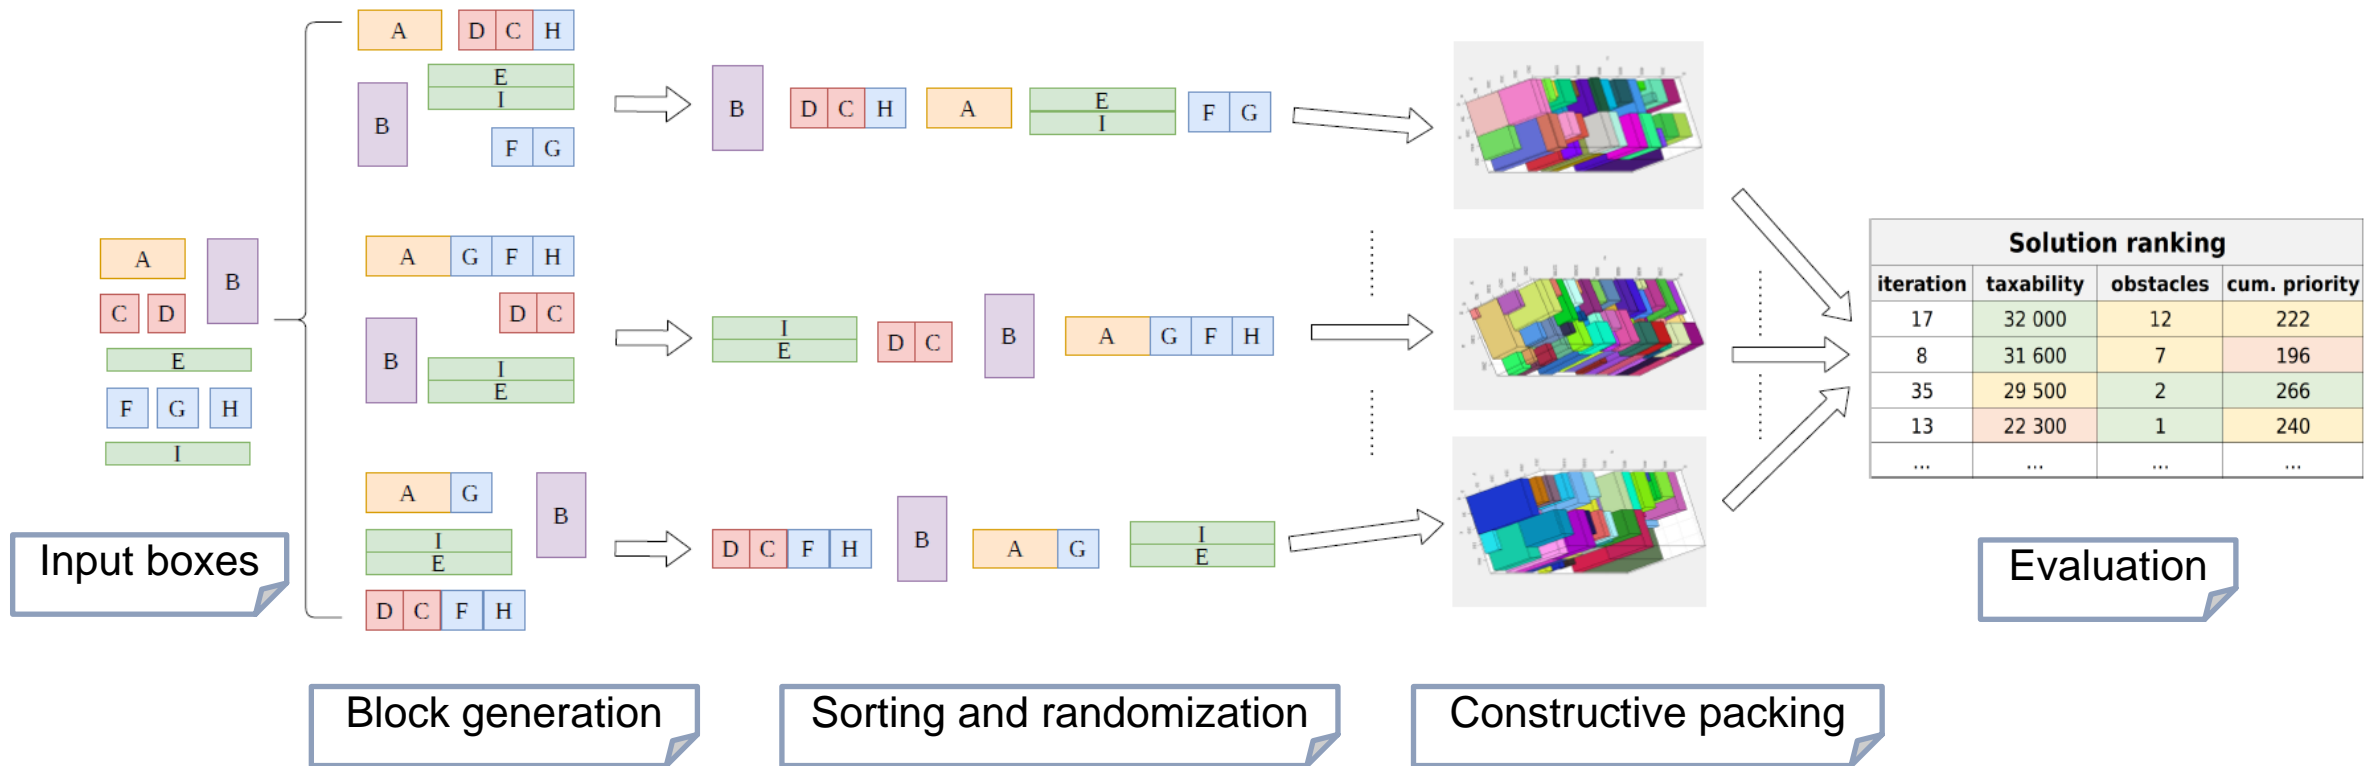 A D C H
E
I
B
F G
B D C H A E F G
I
A B
C D
E
F G H
I
A G F H
D C
B I
E
I D C B A G F H
E
A G B
I
E
D C F H
D C F H B A G I
E
Solution ranking
iteration taxability obstacles cum. priority
17 32 000 12 222
8 31 600 7 196
35 29 500 2 266
13 22 300 1 240
... ... ... ...
Input boxes
Block generation
Sorting and randomization
Constructive packing
Evaluation